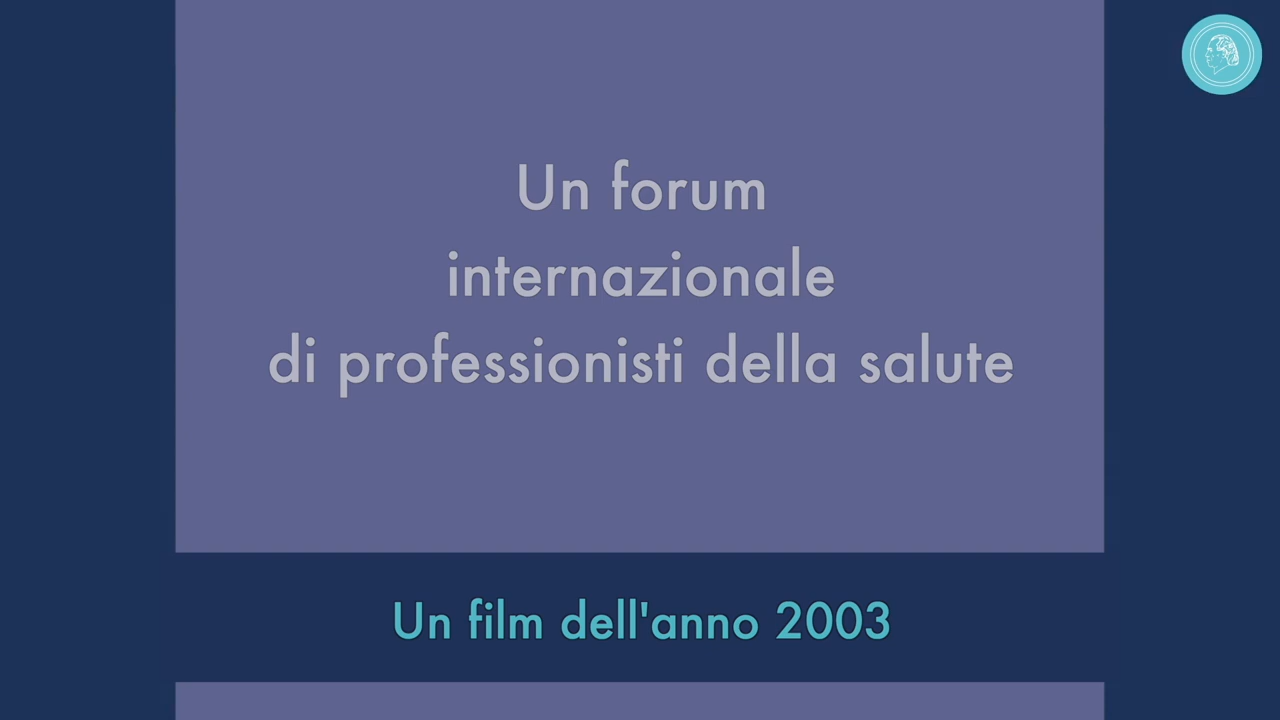 Un forum
internazionale
di professionisti della salute
Un film dell'anno 2003